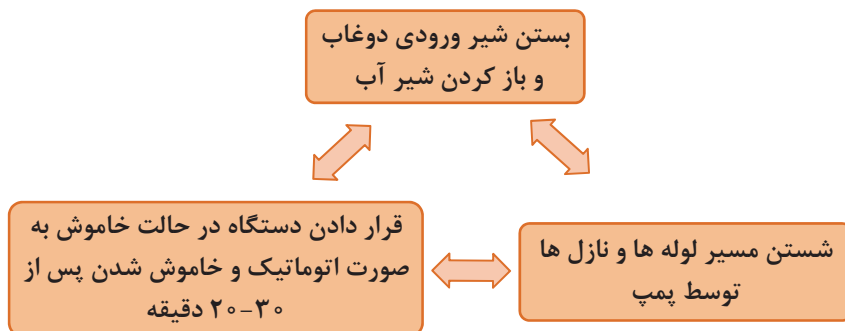 بستن شیر ورودی دوغاب
و باز کردن شیر آب
قرار دادن دستگاه در حالت خاموش به
صورت اتوماتیک و خاموش شدن پس از
۲۰-۳۰ دقیقه
شستن مسیر لوله ها و نازل ها
توسط پمپ